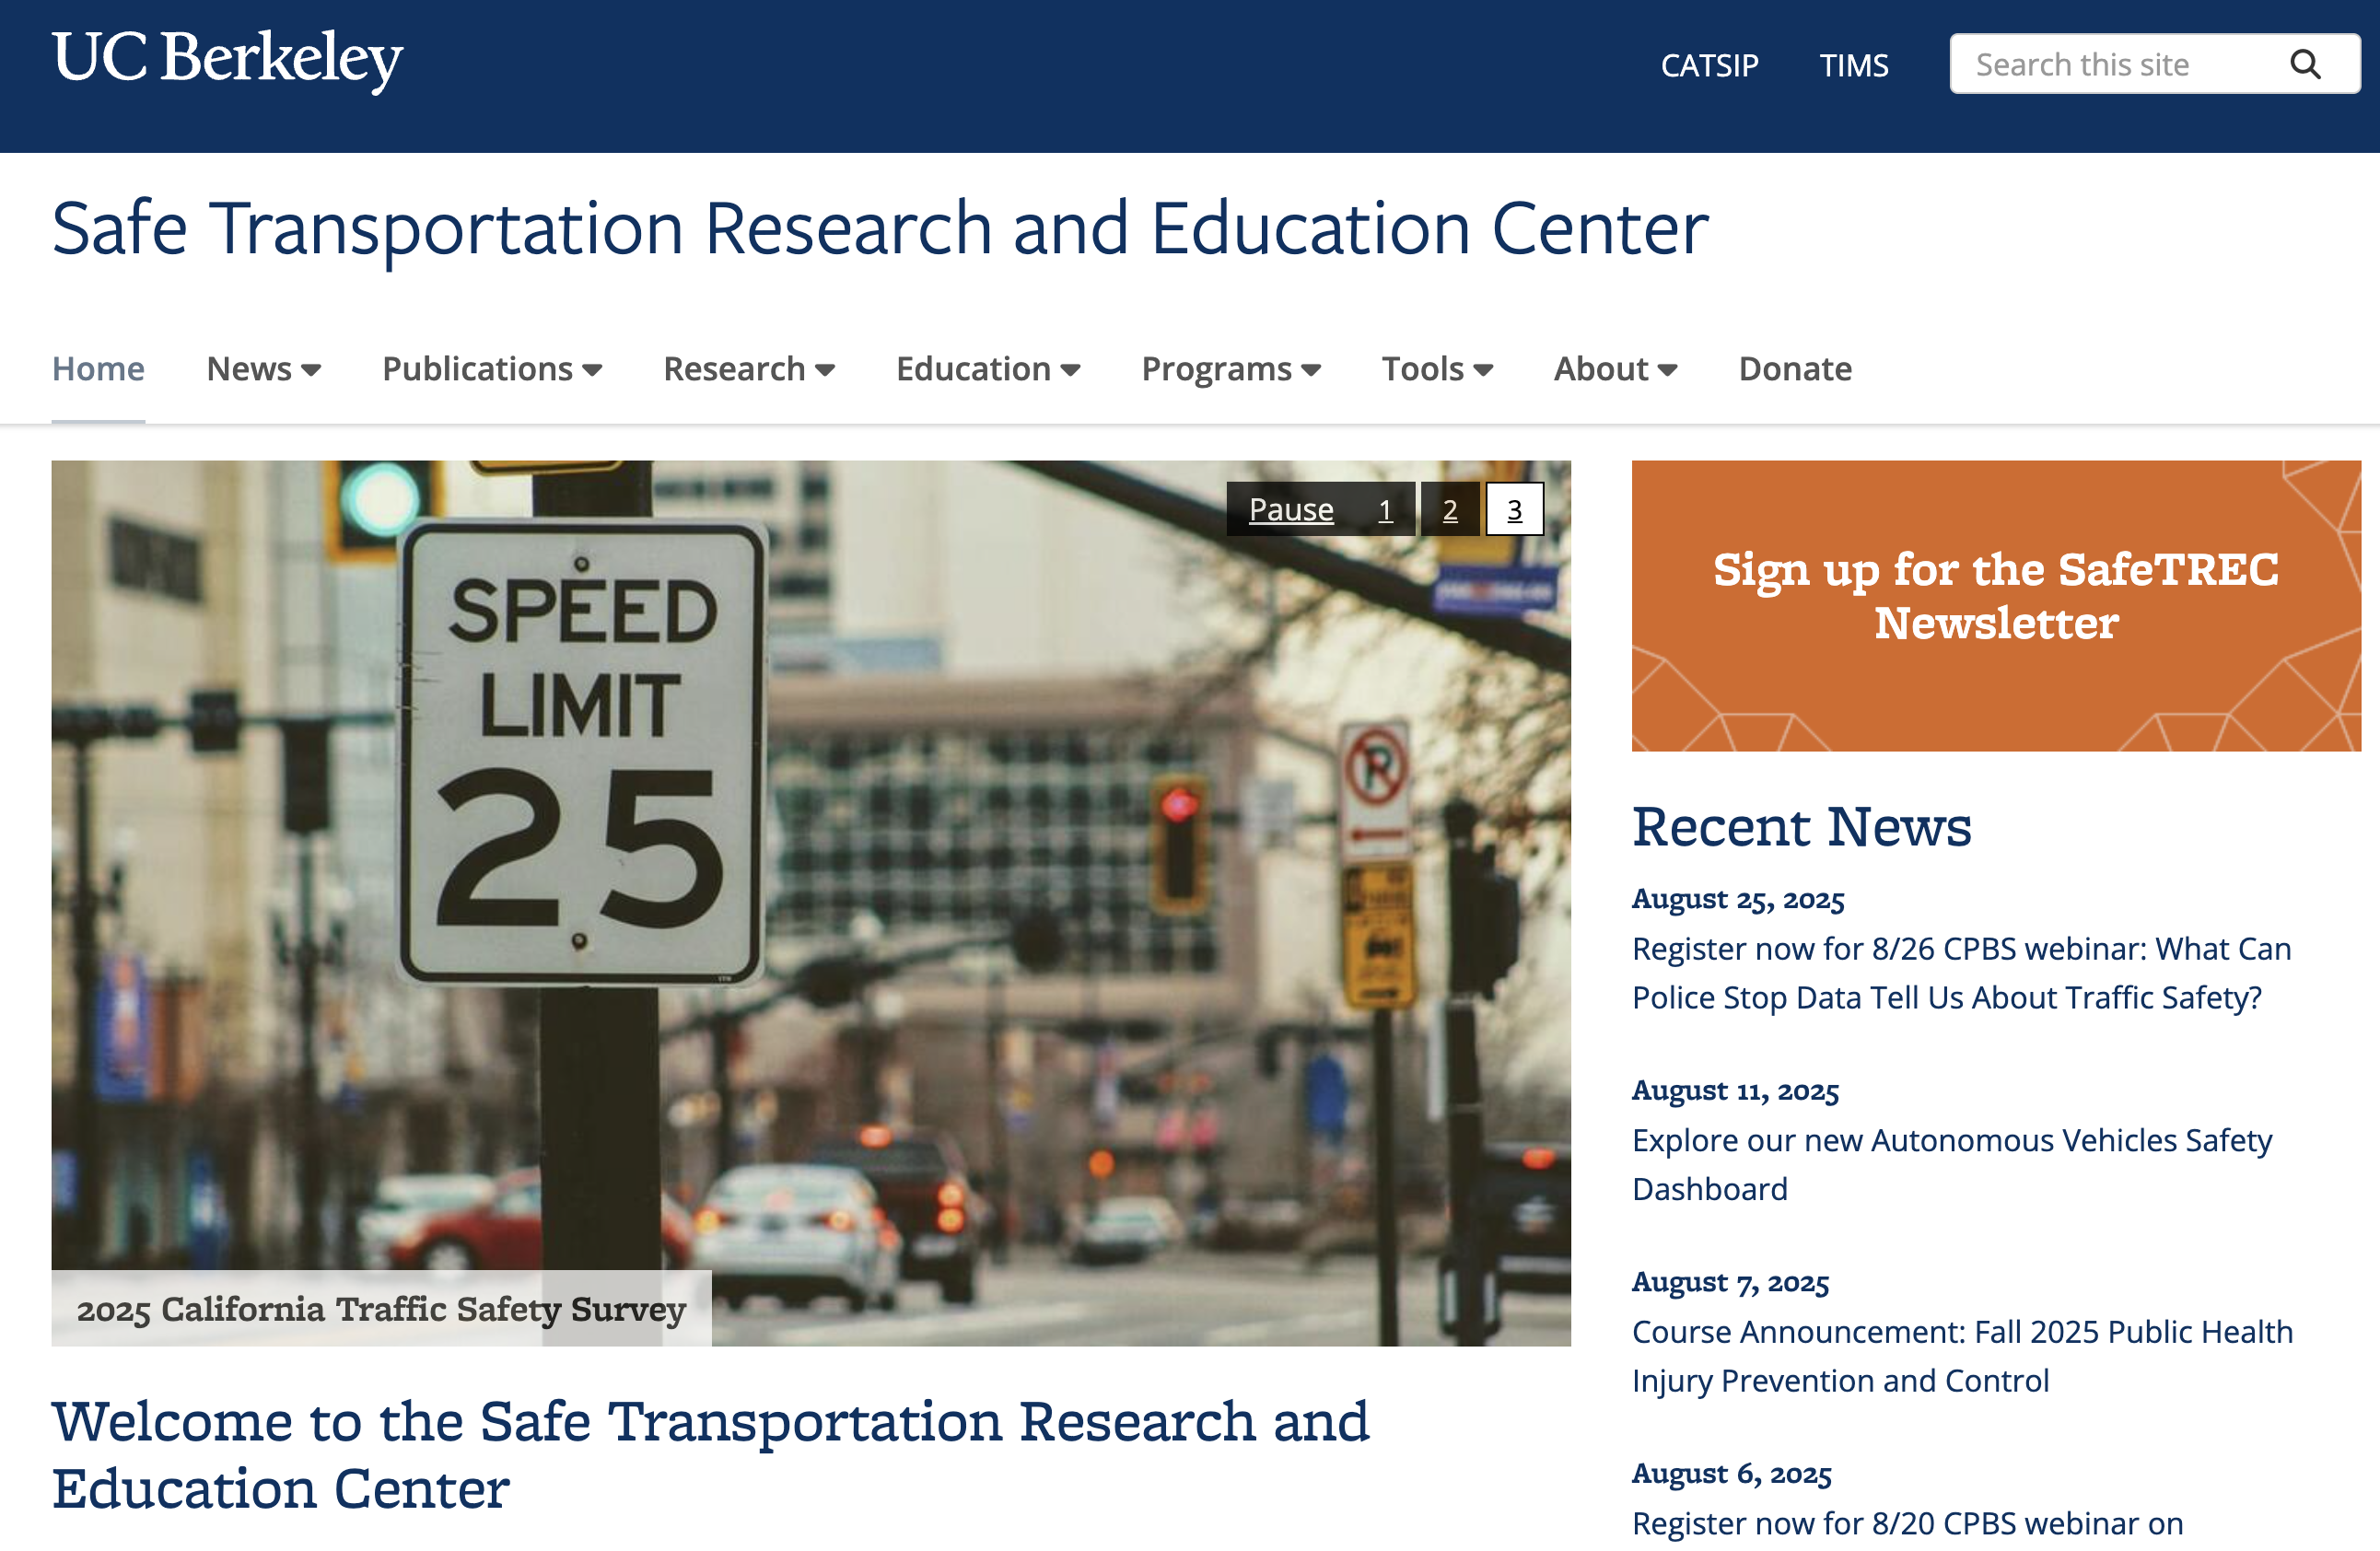 UC Berkeley
CATSIP
TIMS
Search this site
Safe Transportation Research and Education Center
Home
News
Publications
Research
Education
Programs
Tools
About
Donate
Pause
1
2
3
SPEED
LIMIT
25
2025 California Traffic Safety Survey
Welcome to the Safe Transportation Research and
Education Center
Sign up for the SafeTREC
Newsletter
Recent News
August 25, 2025
Register now for 8/26 CPBS webinar: What Can
Police Stop Data Tell Us About Traffic Safety?
August 11, 2025
Explore our new Autonomous Vehicles Safety
Dashboard
August 7, 2025
Course Announcement: Fall 2025 Public Health
Injury Prevention and Control
August 6, 2025
Register now for 8/20 CPBS webinar on